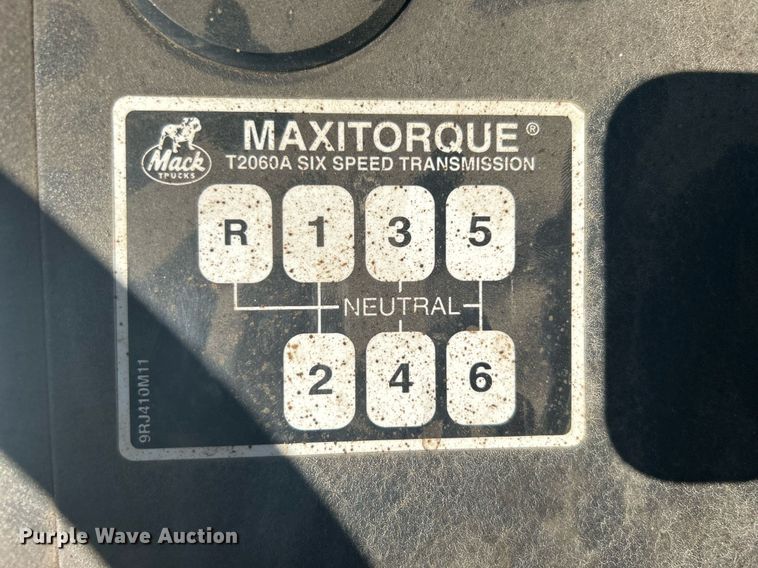 MAXITORQUE®
Mack
TRUCKS
T2060A SIX SPEED TRANSMISSION
R 1 3 5
NEUTRAL
2 4 6
9RJ410M11
Purple Wave Auction